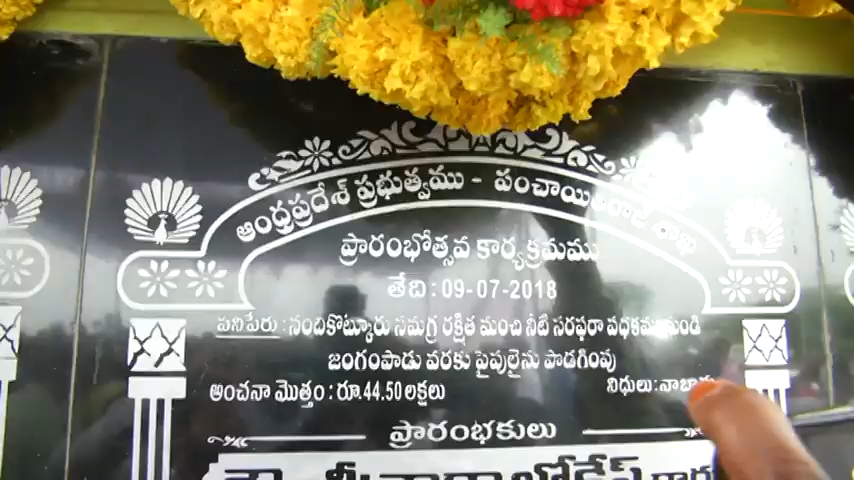 ఆంధ్రప్రదేశ్ ప్రభుత్వము - పంచాయితీరాజ్ శాఖ
ప్రారంభోత్సవ కార్యక్రమము
తేది : 09-07-2018
పనిపేరు : నందికొట్కూరు సమగ్ర రక్షిత మంచి నీటి సరఫరా పధకమునుండి
జంగంపాడు వరకు పైపులైను పొడగింపు
అంచనా మొత్తం : రూ.44.50 లక్షలు
నిధులు: నాబార్డు
ప్రారంభకులు